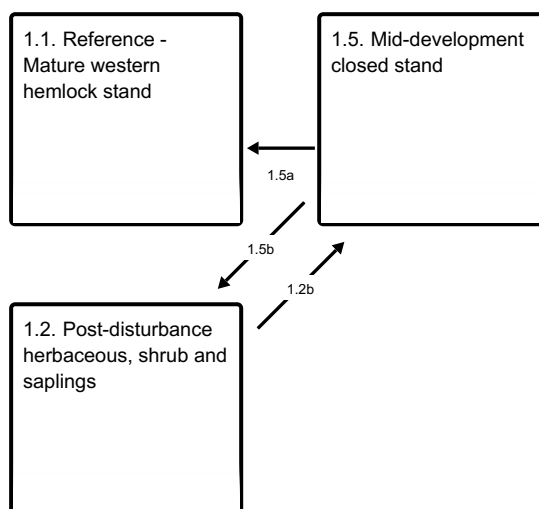 1.1. Reference -
Mature western
hemlock stand
1.5. Mid-development
closed stand
1.5a
1.5b
1.2b
1.2. Post-disturbance
herbaceous, shrub and
saplings